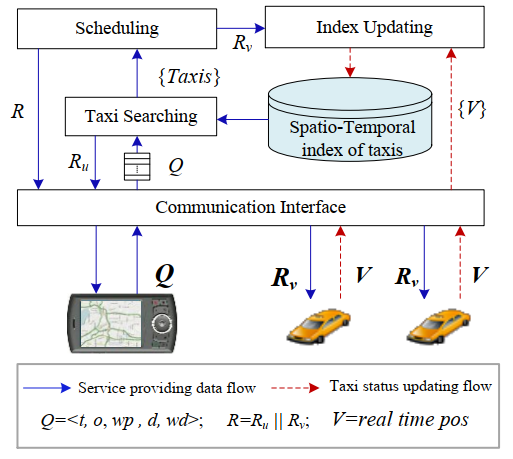 Scheduling
R_v
Index Updating
{Taxis}
R
Taxi Searching
Spatio-Temporal
index of taxis
{V}
R_u
Q
Communication Interface
Q
R_v
V
R_v
V
Service providing data flow
Taxi status updating flow
Q=<t, o, wp , d, wd>; R=R_u || R_v; V=real time pos